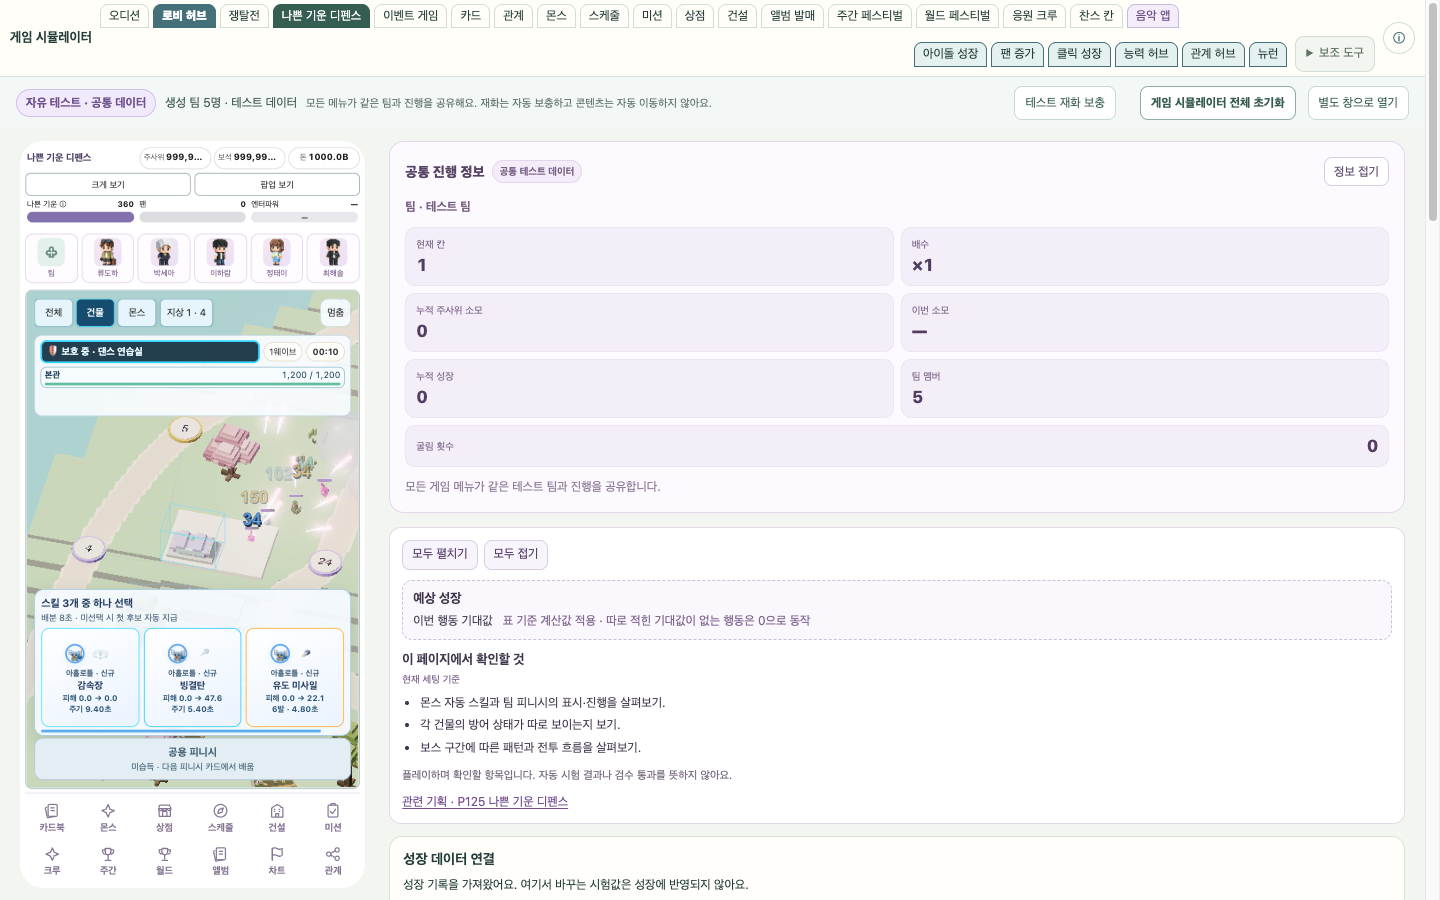 오디션
로비 허브
쟁탈전
나쁜 기운 디펜스
이벤트 게임
카드
관계
몬스
스케줄
미션
상점
건설
앨범 발매
주간 페스티벌
월드 페스티벌
응원 크루
찬스 칸
음악 앱
게임 시뮬레이터
아이돌 성장
팬 증가
클릭 성장
능력 허브
관계 허브
뉴런
▶ 보조 도구
ⓘ
자유 테스트 · 공통 데이터
생성 팀 5명 · 테스트 데이터
모든 메뉴가 같은 팀과 진행을 공유해요. 재화는 자동 보충하고 콘텐츠는 자동 이동하지 않아요.
테스트 재화 보충
게임 시뮬레이터 전체 초기화
별도 창으로 열기
나쁜 기운 디펜스
주사위 999,9...
보석 999,99...
돈 1000.0B
크게 보기
팝업 보기
나쁜 기운 ⓘ 360
팬 0
엔터파워 —
—
팀
류도하
박세아
이하람
정태이
최해솔
전체
건물
몬스
지상 1 · 4
멈춤
보호 중 · 댄스 연습실
1웨이브
00:10
본관
1,200 / 1,200
5
102
34
150
34
4
24
스킬 3개 중 하나 선택
배분 8초 · 미선택 시 첫 후보 자동 지급
아홀로틀 · 신규
감속장
피해 0.0 → 0.0
주기 9.40초
아홀로틀 · 신규
빙결탄
피해 0.0 → 47.6
주기 5.40초
아홀로틀 · 신규
유도 미사일
피해 0.0 → 22.1
6발 · 4.80초
공용 피니시
미습득 · 다음 피니시 카드에서 배움
카드북
몬스
상점
스케줄
건설
미션
크루
주간
월드
앨범
차트
관계
공통 진행 정보
공통 테스트 데이터
정보 접기
팀 · 테스트 팀
현재 칸
1
배수
×1
누적 주사위 소모
0
이번 소모
—
누적 성장
0
팀 멤버
5
굴림 횟수
0
모든 게임 메뉴가 같은 테스트 팀과 진행을 공유합니다.
모두 펼치기
모두 접기
예상 성장
이번 행동 기대값 표 기준 계산값 적용 · 따로 적힌 기대값이 없는 행동은 0으로 동작
이 페이지에서 확인할 것
현재 세팅 기준
• 몬스 자동 스킬과 팀 피니시의 표시·진행을 살펴보기.
• 각 건물의 방어 상태가 따로 보이는지 보기.
• 보스 구간에 따른 패턴과 전투 흐름을 살펴보기.
플레이하며 확인할 항목입니다. 자동 시험 결과나 검수 통과를 뜻하지 않아요.
관련 기획 · P125 나쁜 기운 디펜스
성장 데이터 연결
성장 기록을 가져왔어요. 여기서 바꾸는 시험값은 성장에 반영되지 않아요.